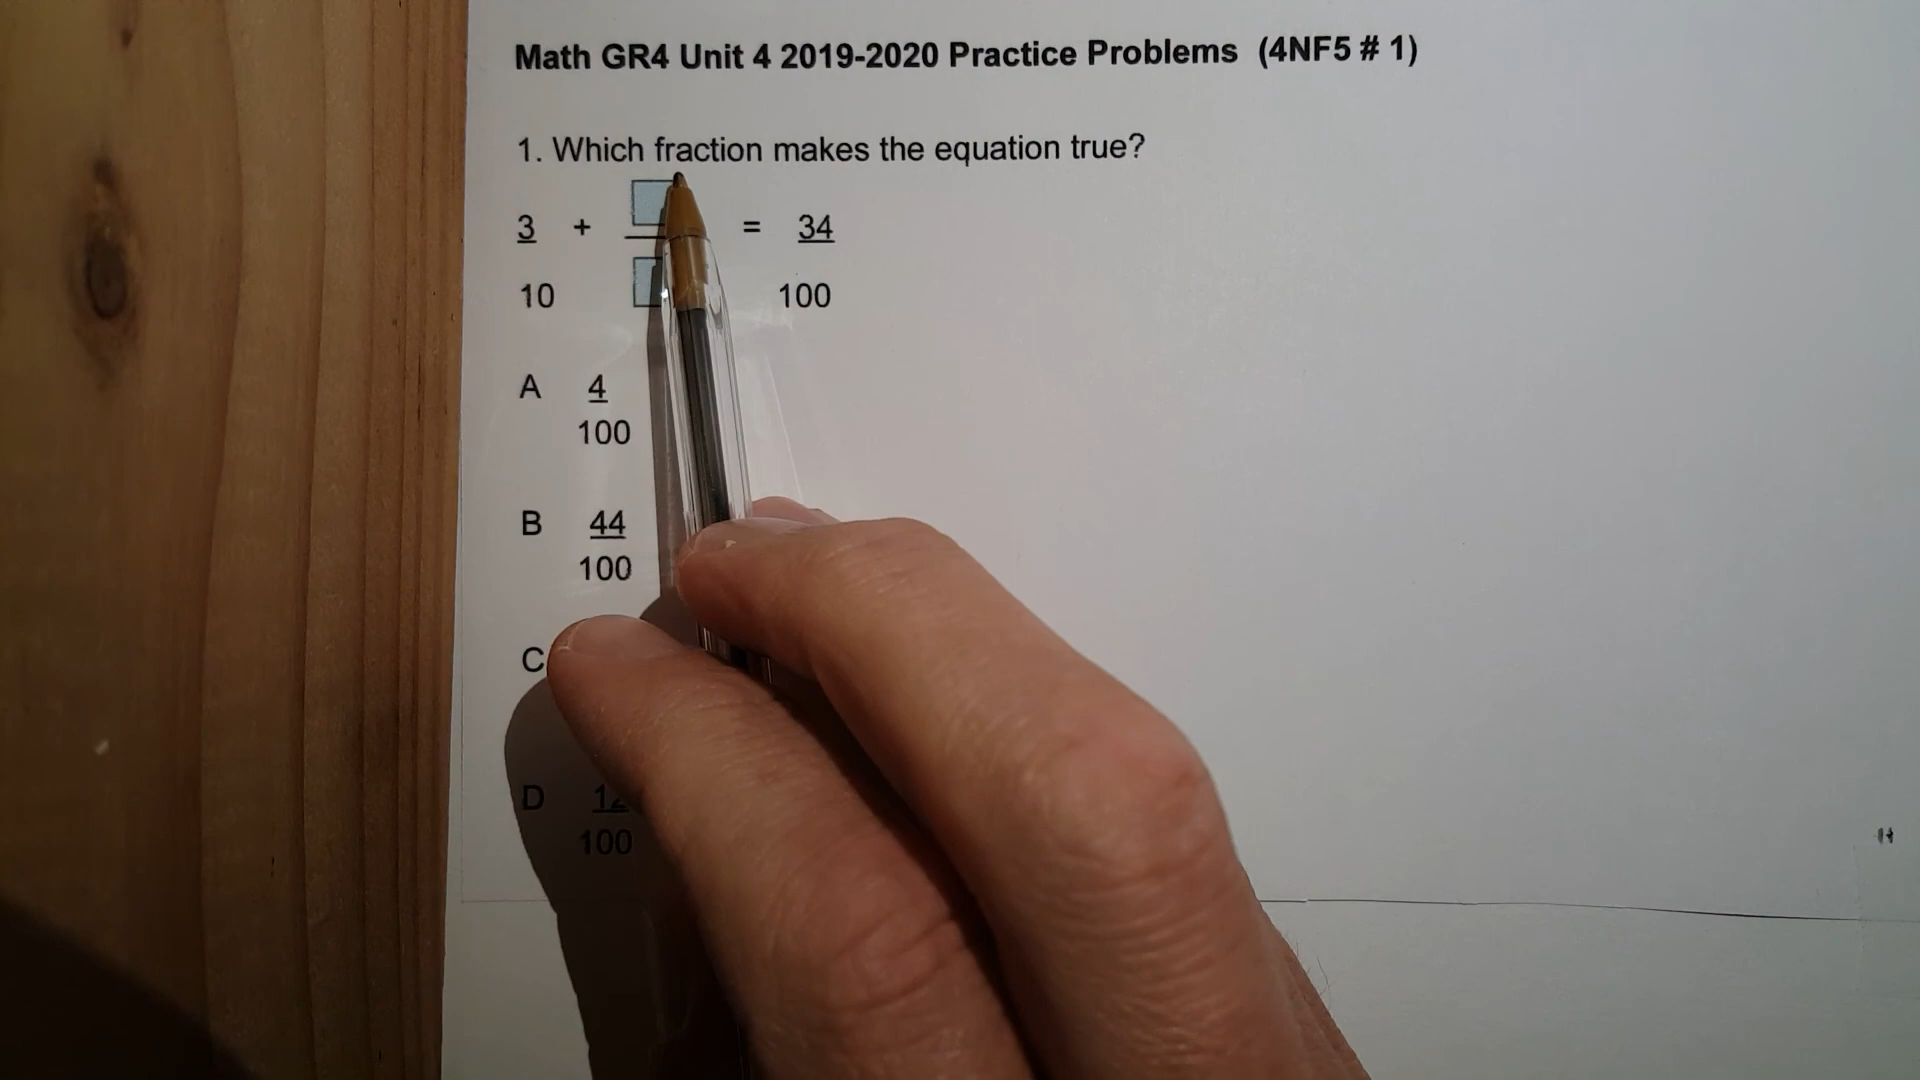 Math GR4 Unit 4 2019-2020 Practice Problems (4NF5 # 1)
1. Which fraction makes the equation true?
3 + = 34
10 100
A 4
100
B 44
100
C
D
100